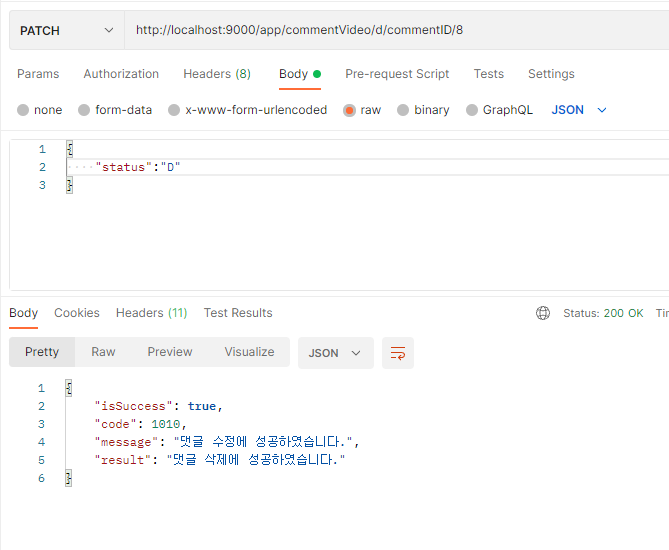 PATCH http://localhost:9000/app/commentVideo/d/commentID/8
Params Authorization Headers (8) Body Pre-request Script Tests Settings
none form-data x-www-form-urlencoded raw binary GraphQL JSON
1 {
2 "status":"D"
3 }
Body Cookies Headers (11) Test Results Status: 200 OK
Pretty Raw Preview Visualize JSON
1 {
2 "isSuccess": true,
3 "code": 1010,
4 "message": "댓글 수정에 성공하였습니다.",
5 "result": "댓글 삭제에 성공하였습니다."
6 }